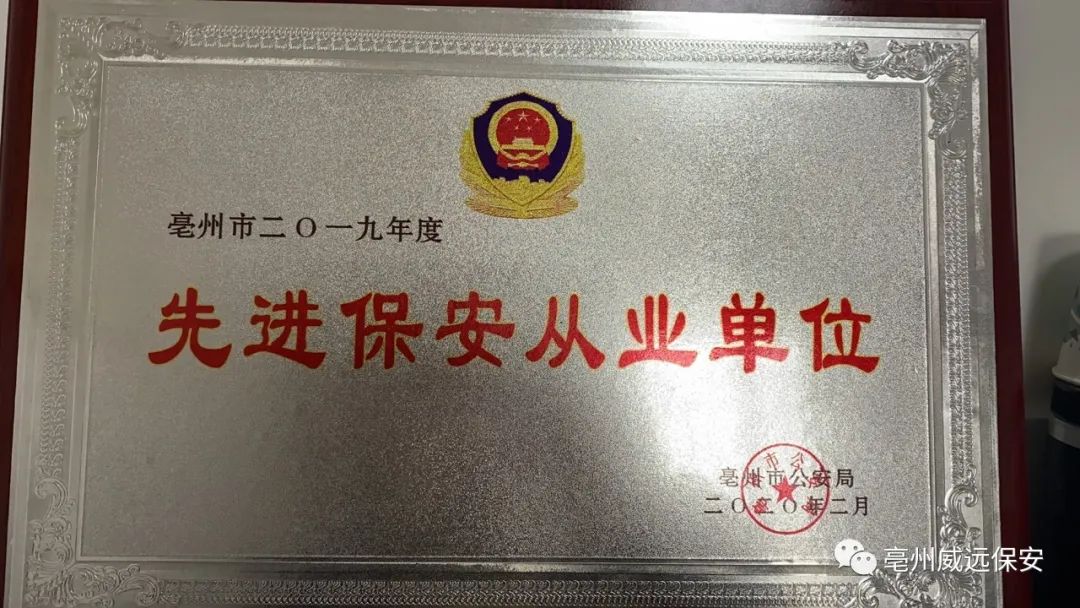 亳州市二〇一九年度
先进保安从业单位
亳州市公安局
二〇二〇年二月
亳州威远保安